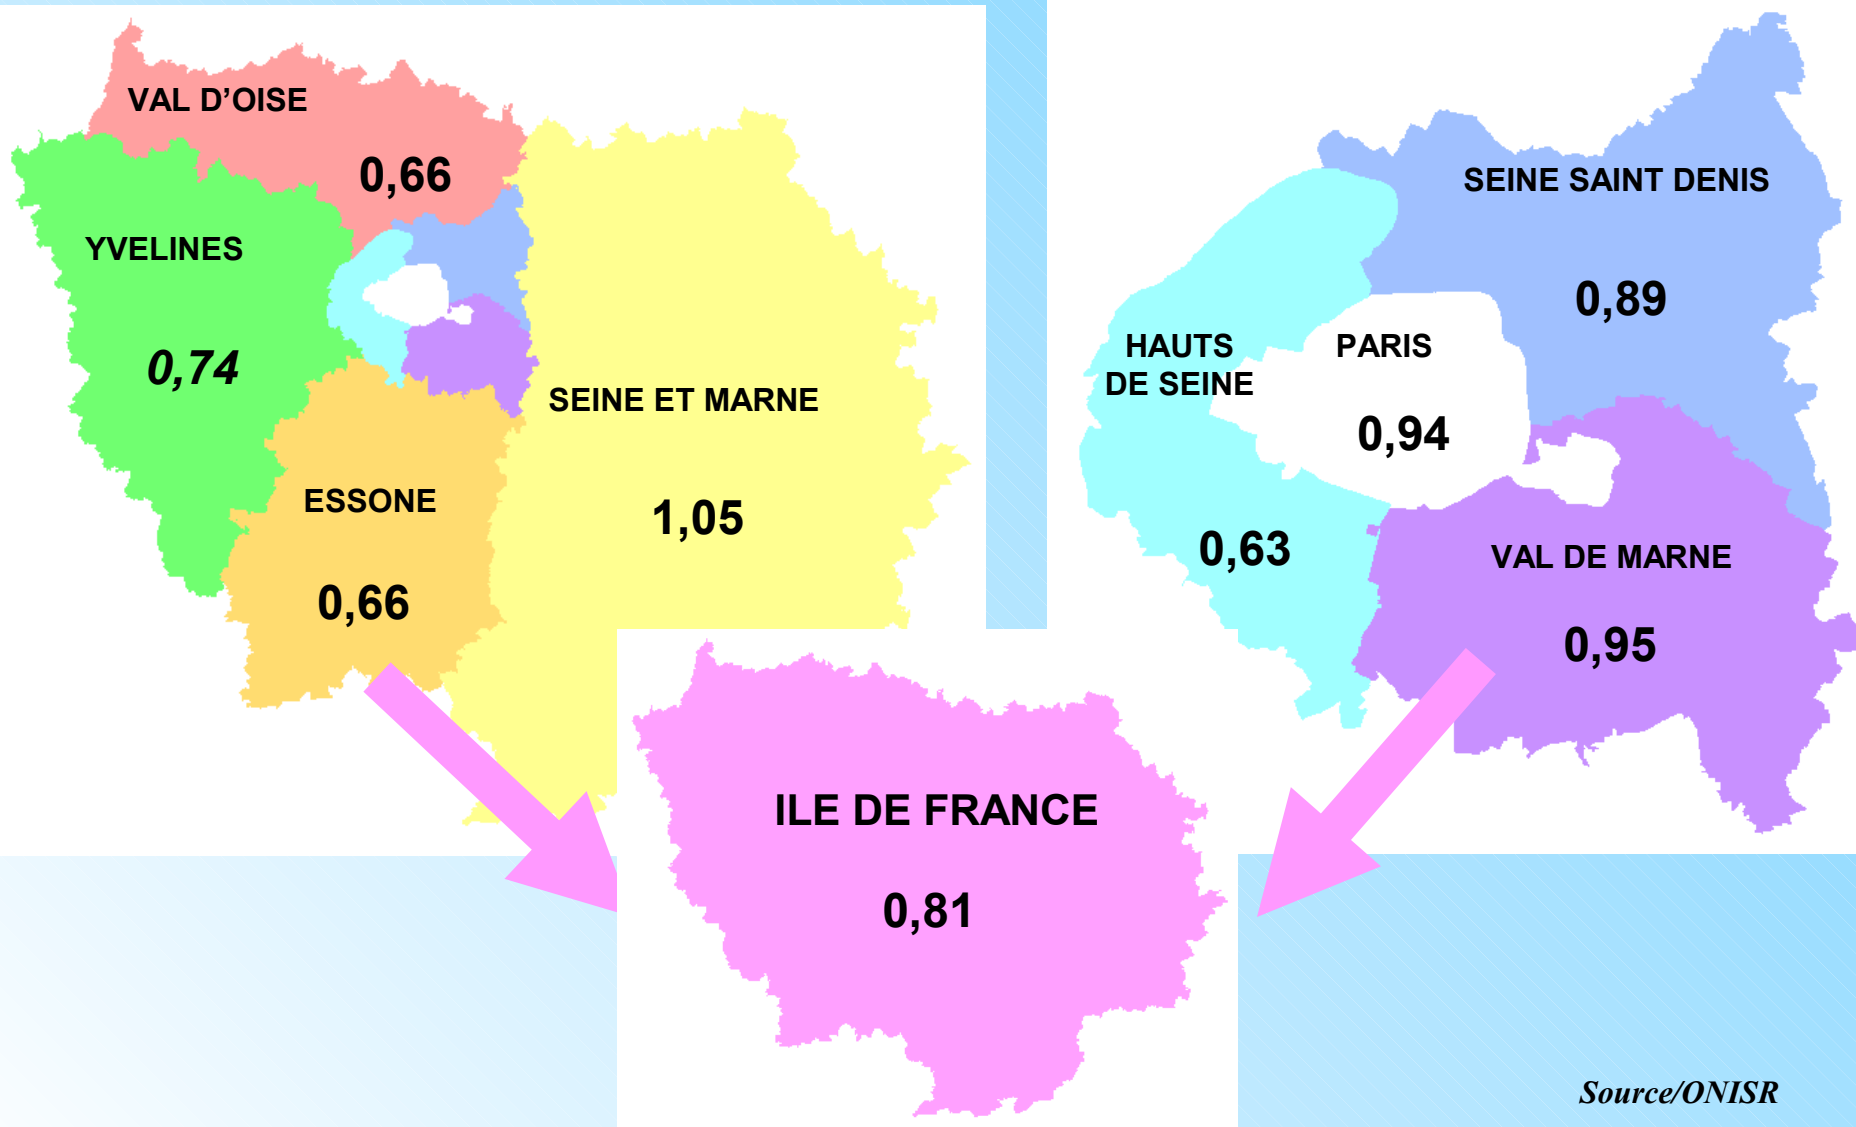 VAL D’OISE
0,66
YVELINES
0,74
SEINE ET MARNE
1,05
ESSONE
0,66
SEINE SAINT DENIS
0,89
HAUTS
DE SEINE
0,63
PARIS
0,94
VAL DE MARNE
0,95
ILE DE FRANCE
0,81
Source/ONISR